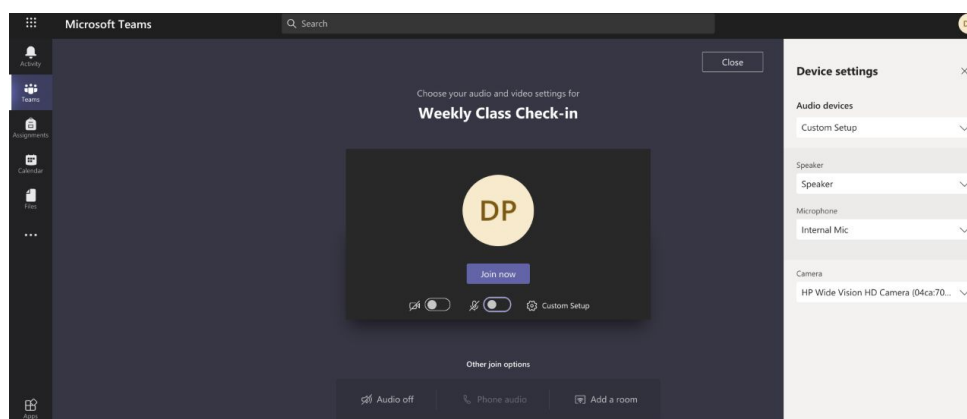 Microsoft Teams
Search
Activity
Teams
Assignments
Calendar
Files
Apps
Close
Choose your audio and video settings for
Weekly Class Check-in
DP
Join now
Custom Setup
Other join options
Audio off
Phone audio
Add a room
Device settings
Audio devices
Custom Setup
Speaker
Speaker
Microphone
Internal Mic
Camera
HP Wide Vision HD Camera (04ca:70...